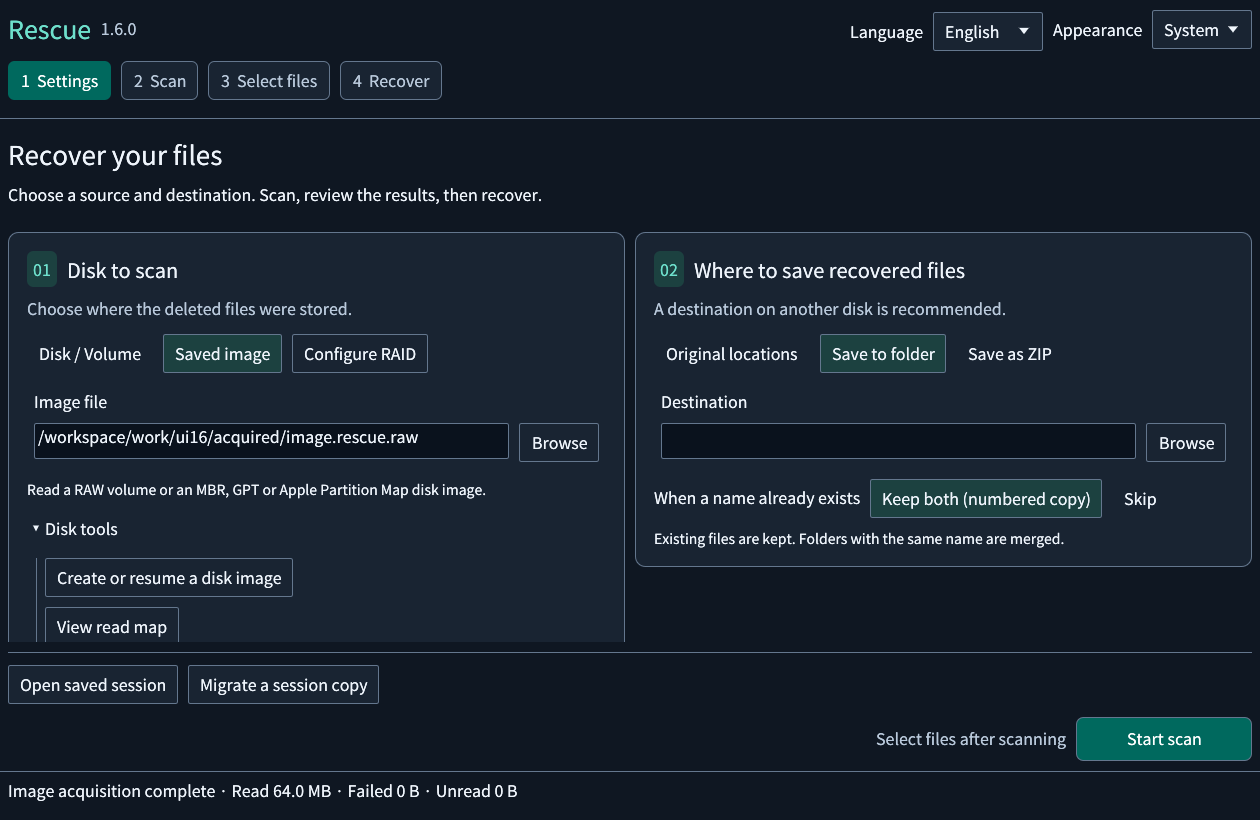 Rescue 1.6.0
Language English Appearance System
1 Settings 2 Scan 3 Select files 4 Recover
Recover your files
Choose a source and destination. Scan, review the results, then recover.
01 Disk to scan
Choose where the deleted files were stored.
Disk / Volume Saved image Configure RAID
Image file
/workspace/work/ui16/acquired/image.rescue.raw Browse
Read a RAW volume or an MBR, GPT or Apple Partition Map disk image.
Disk tools
Create or resume a disk image
View read map
02 Where to save recovered files
A destination on another disk is recommended.
Original locations Save to folder Save as ZIP
Destination
Browse
When a name already exists Keep both (numbered copy) Skip
Existing files are kept. Folders with the same name are merged.
Open saved session Migrate a session copy
Select files after scanning Start scan
Image acquisition complete · Read 64.0 MB · Failed 0 B · Unread 0 B